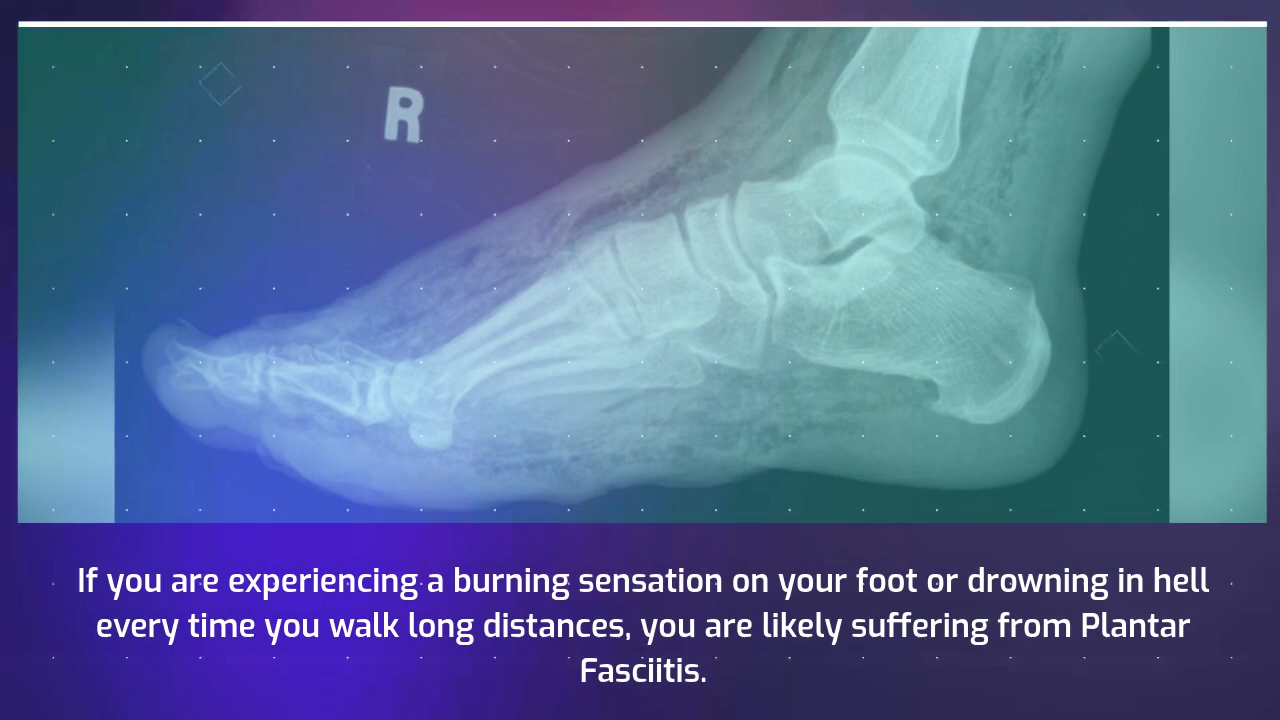 R
If you are experiencing a burning sensation on your foot or drowning in hell
every time you walk long distances, you are likely suffering from Plantar
Fasciitis.